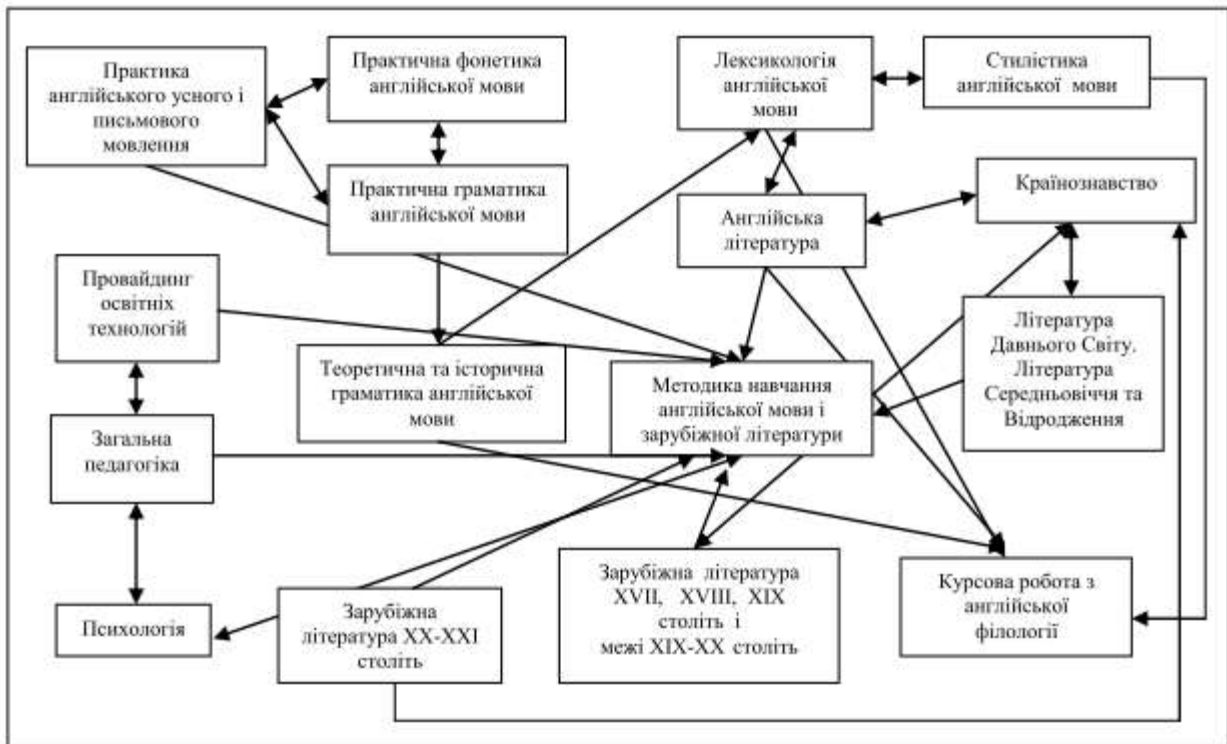 Практика
англійського усного і
письмового
мовлення
Практична фонетика
англійської мови
Лексикологія
англійської
мови
Стилістика
англійської мови
Практична граматика
англійської мови
Англійська
література
Країнознавство
Провайдинг
освітніх
технологій
Теоретична та історична
граматика англійської
мови
Методика навчання
англійської мови і
зарубіжної літератури
Література
Давнього Світу.
Література
Середньовіччя та
Відродження
Загальна
педагогіка
Психологія
Зарубіжна
література XX-XXI
століть
Зарубіжна література
XVII, XVIII, XIX
століть і
межі XIX-XX століть
Курсова робота з
англійської
філології